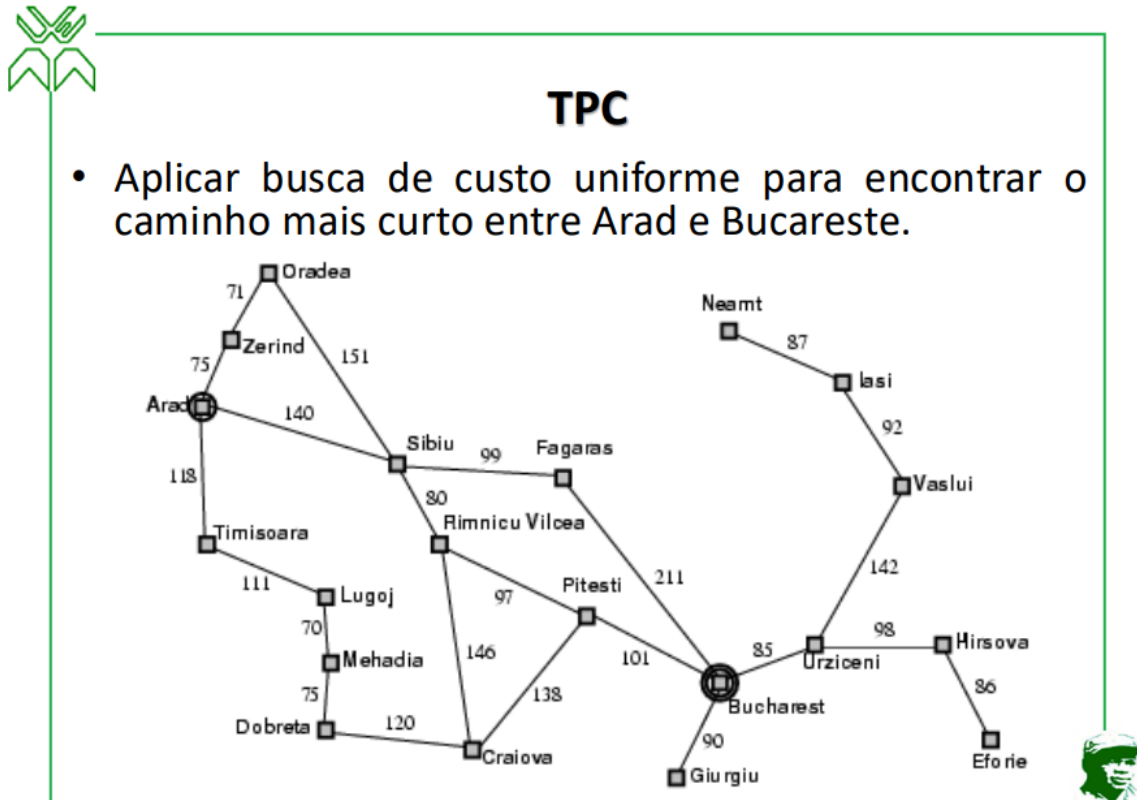 TPC
• Aplicar busca de custo uniforme para encontrar o
caminho mais curto entre Arad e Bucareste.
Oradea
71
Neamt
Zerind
87
75
151
Iasi
Arad
140
92
Sibiu
Fagaras
99
118
Vaslui
80
Timisoara
Rimnicu Vilcea
142
111
211
Lugoj
97
Pitesti
70
98
Hirsova
146
85
Mehadia
101
Urziceni
86
75
138
Bucharest
Dobreta
120
90
Craiova
Eforie
Giurgiu